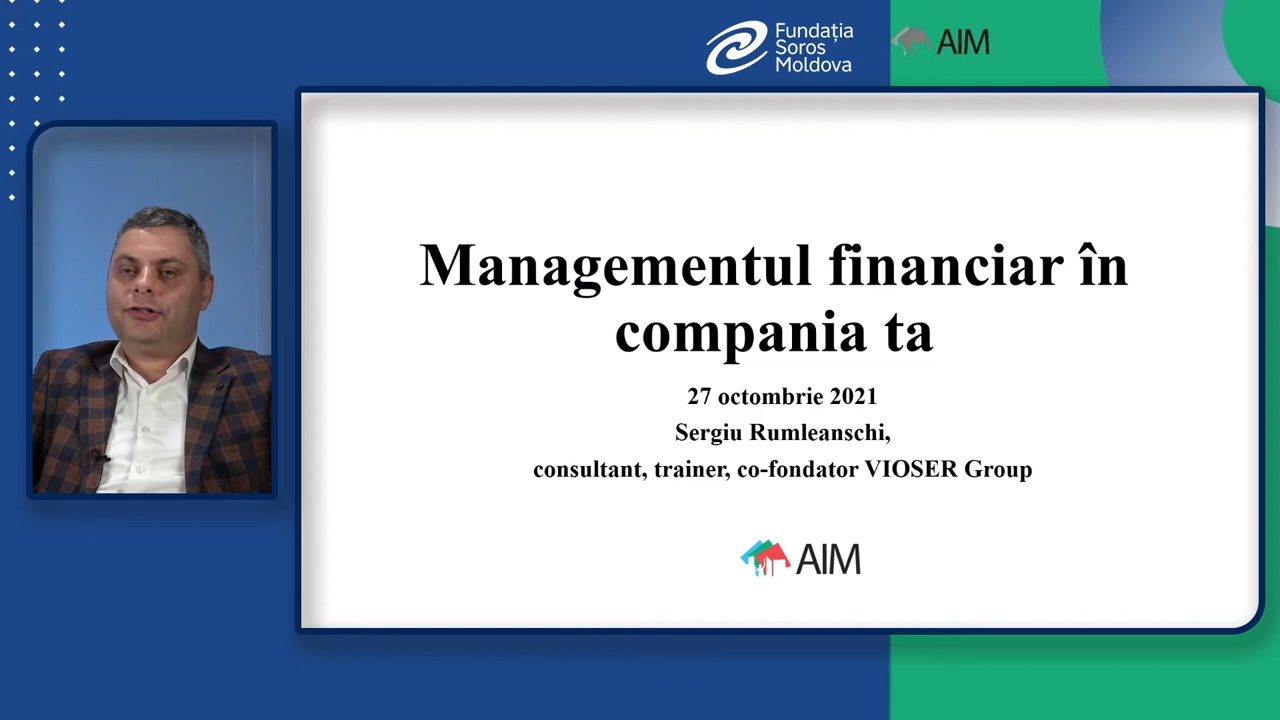 Fundația
Soros
Moldova
AIM
Managementul financiar în
compania ta
27 octombrie 2021
Sergiu Rumleanschi,
consultant, trainer, co-fondator VIOSER Group
AIM